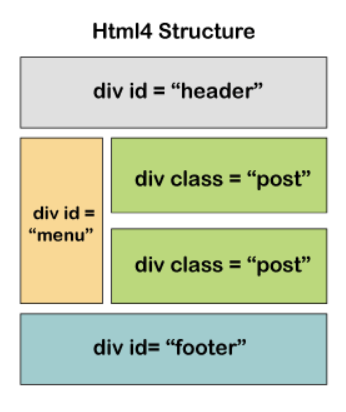 Html4 Structure
div id = “header”
div id =
“menu”
div class = “post”
div class = “post”
div id= “footer”